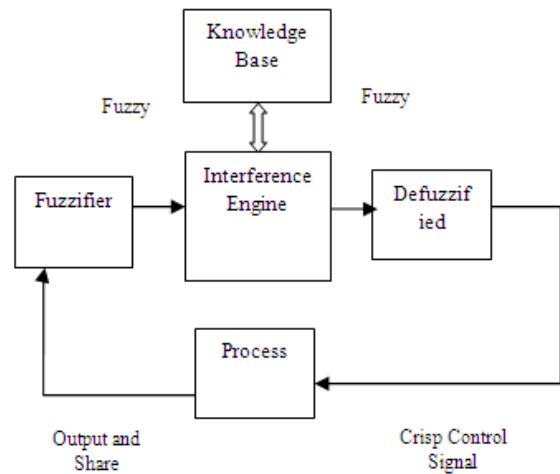 Knowledge
Base
Fuzzy
Fuzzy
Interference
Engine
Fuzzifier
Defuzzif
ied
Process
Output and
Share
Crisp Control
Signal